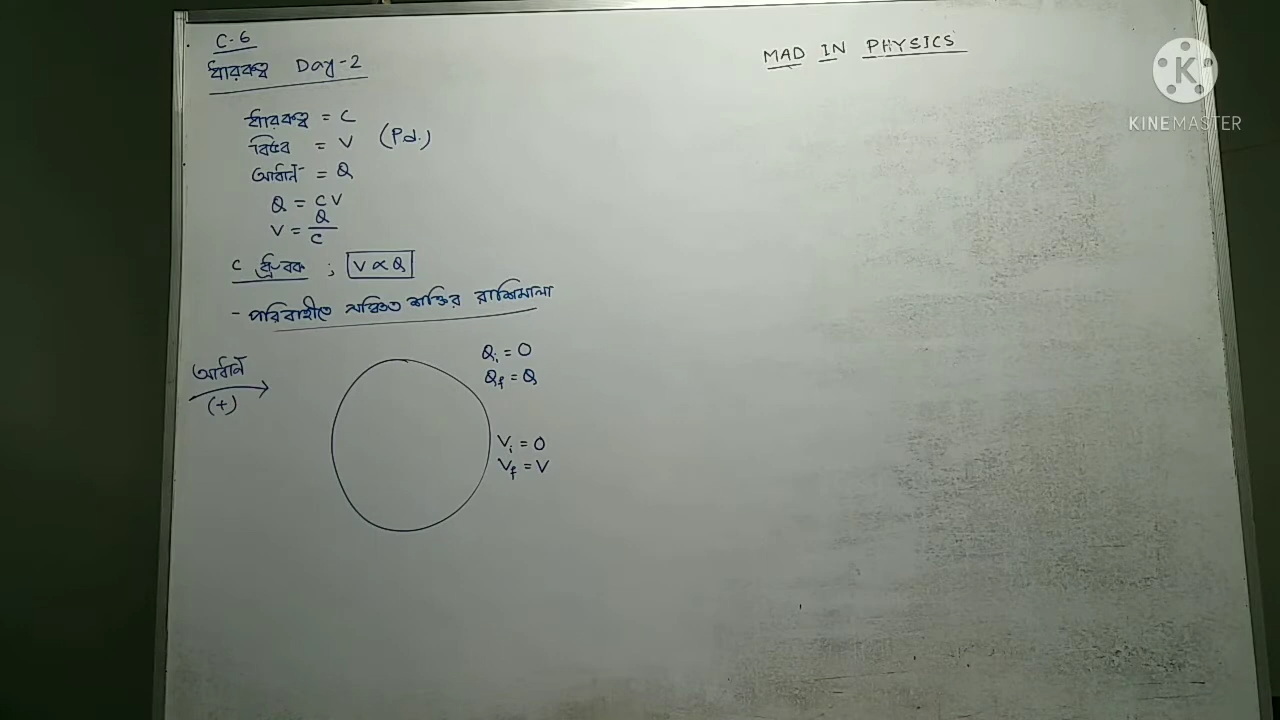 C-6
ধারকত্ব Day-2
MAD IN PHYSICS
K
KINEMASTER
ধারকত্ব = C
বিভব = V (Pd.)
আধান = Q
Q = CV
V = Q/C
C ধ্রুবক ; V ∝ Q
- পরিবাহীতে সঞ্চিত শক্তির রাশিমালা
আধান
(+)
Qi = 0
Qf = Q
Vi = 0
Vf = V